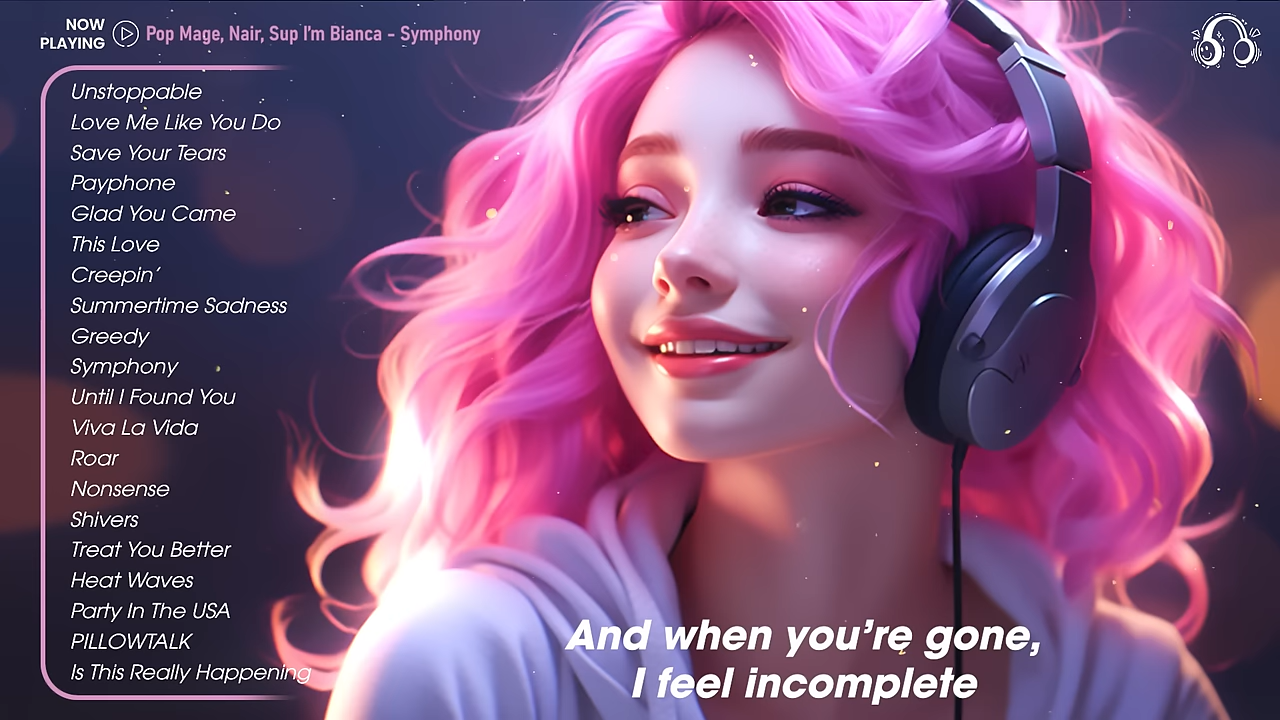 NOW
PLAYING
Pop Mage, Nair, Sup I'm Bianca – Symphony
Unstoppable
Love Me Like You Do
Save Your Tears
Payphone
Glad You Came
This Love
Creepin'
Summertime Sadness
Greedy
Symphony
Until I Found You
Viva La Vida
Roar
Nonsense
Shivers
Treat You Better
Heat Waves
Party In The USA
PILLOWTALK
Is This Really Happening
And when you're gone,
I feel incomplete